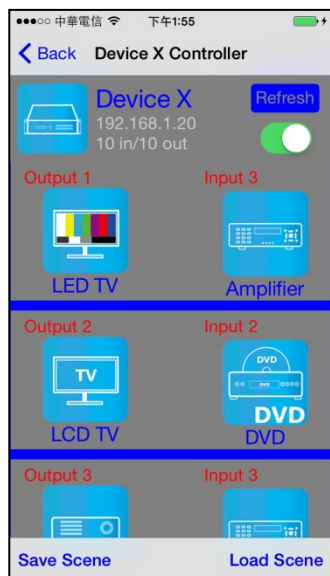 中華電信 下午1:55
Back Device X Controller
Device X Refresh
192.168.1.20
10 in/10 out
Output 1 Input 3
LED TV Amplifier
Output 2 Input 2
TV DVD
DVD
DVD
LCD TV DVD
Output 3 Input 3
Save Scene Load Scene